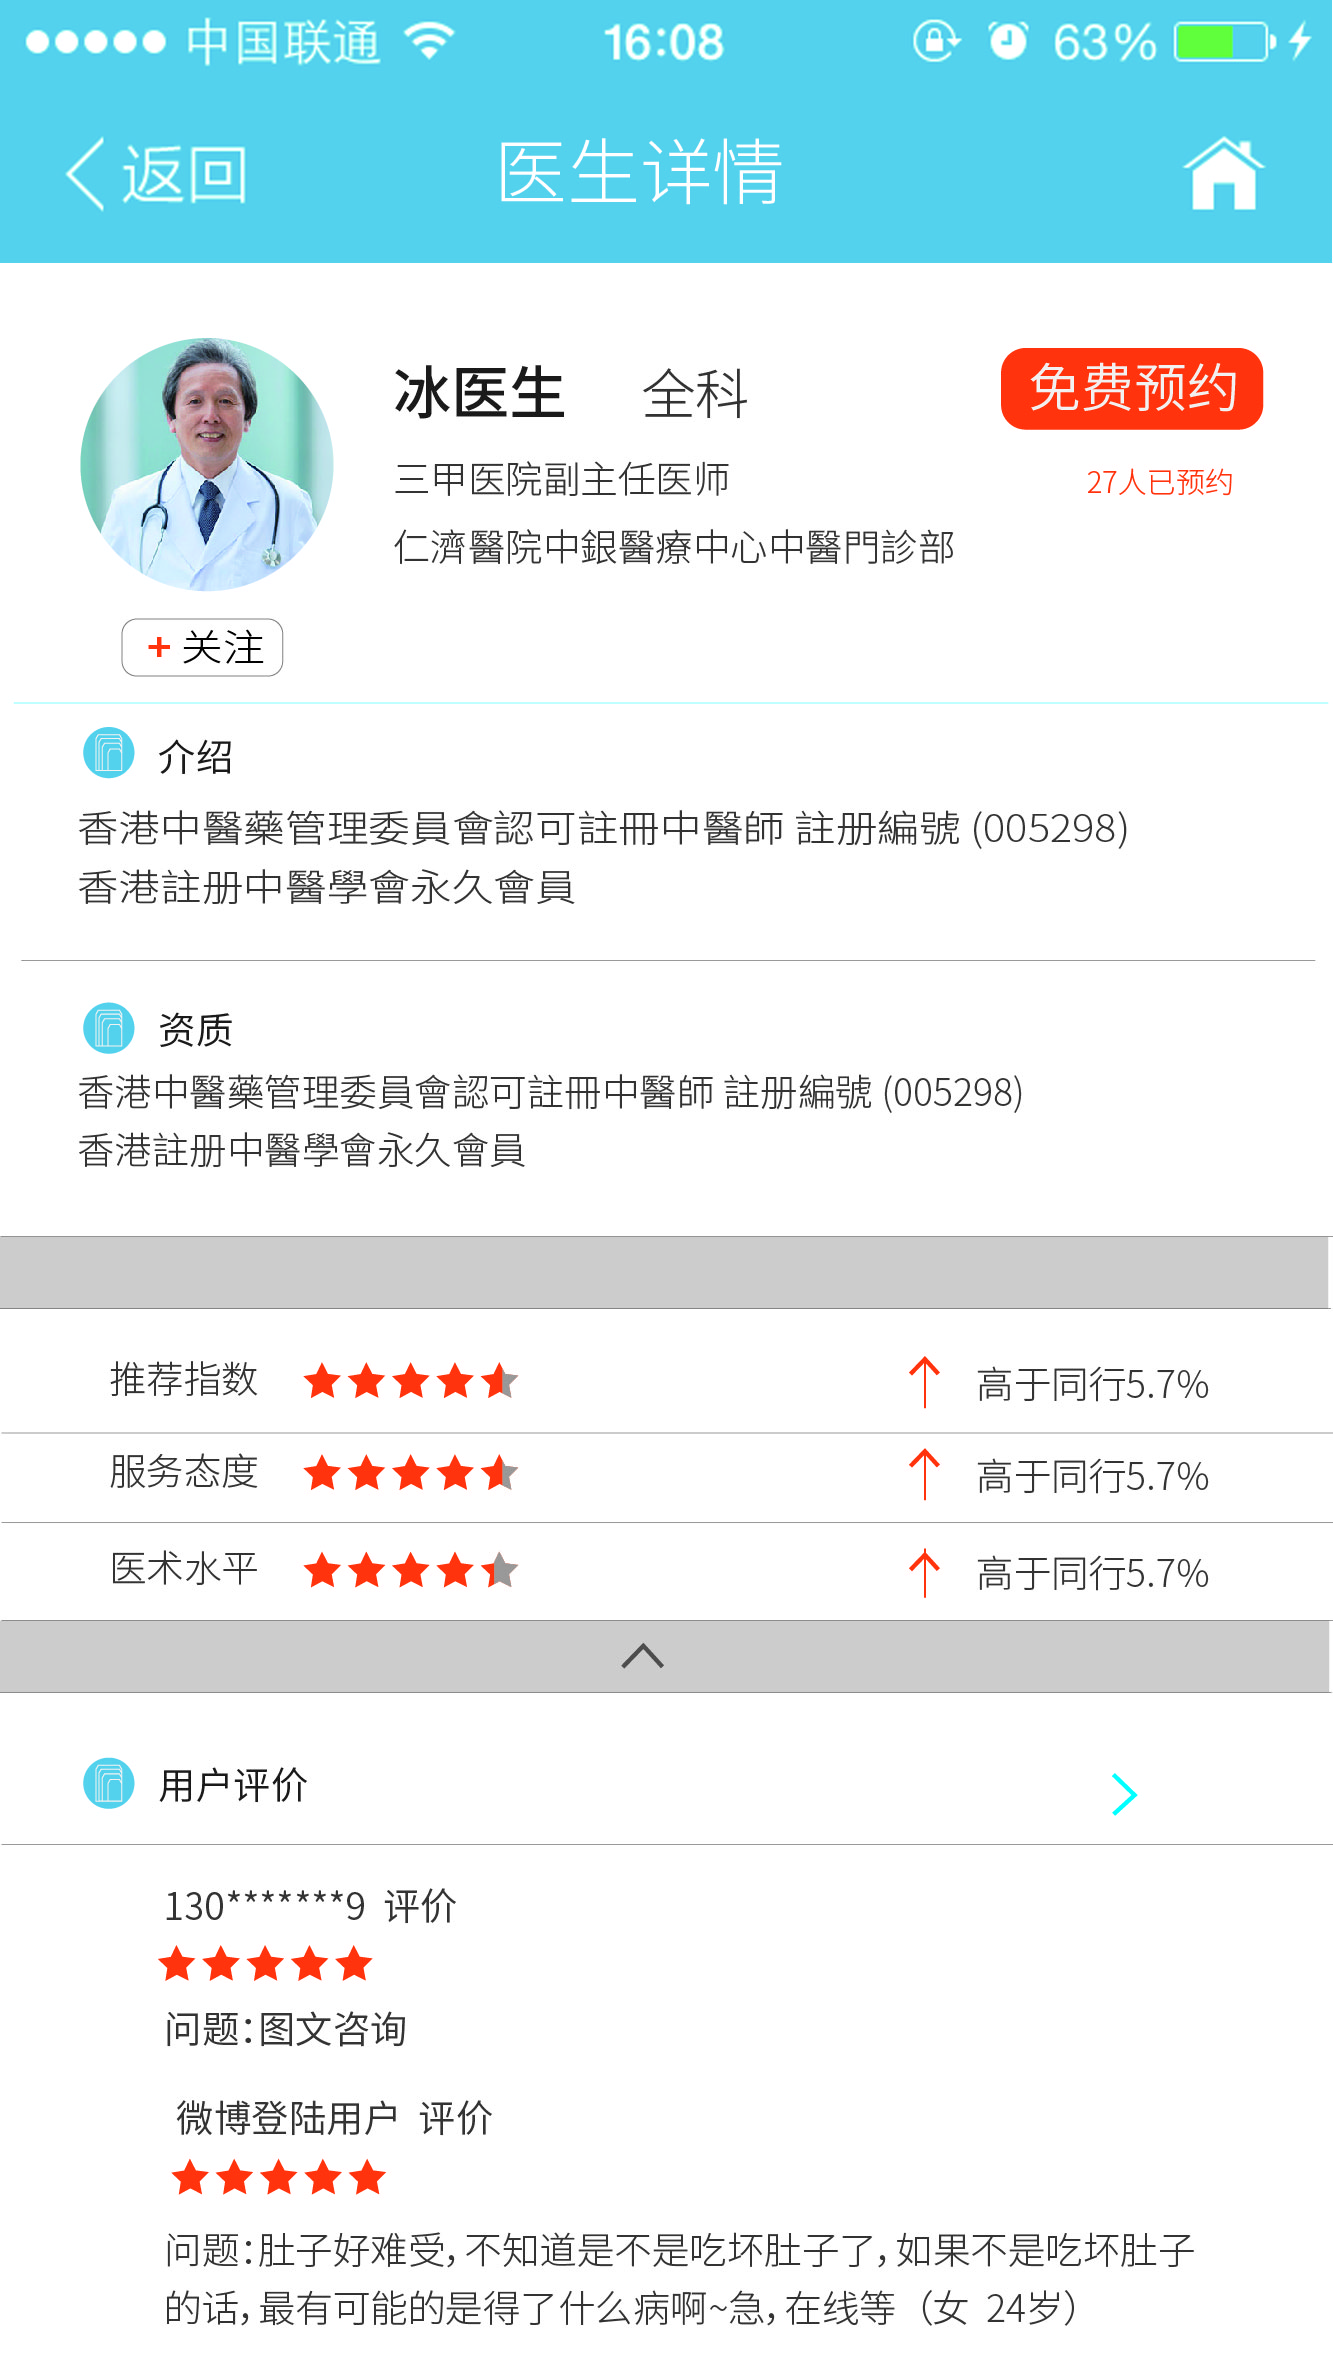 中国联通 16:08 63%
返回 医生详情
冰医生 全科 免费预约
三甲医院副主任医师 27人已预约
仁濟醫院中銀醫療中心中醫門診部
+ 关注
介绍
香港中醫藥管理委員會認可註冊中醫師 註册編號 (005298)
香港註册中醫學會永久會員
资质
香港中醫藥管理委員會認可註冊中醫師 註册編號 (005298)
香港註册中醫學會永久會員
推荐指数 高于同行5.7%
服务态度 高于同行5.7%
医术水平 高于同行5.7%
用户评价
130*******9 评价
问题：图文咨询
微博登陆用户 评价
问题：肚子好难受，不知道是不是吃坏肚子了，如果不是吃坏肚子
的话，最有可能的是得了什么病啊~急，在线等（女 24岁）